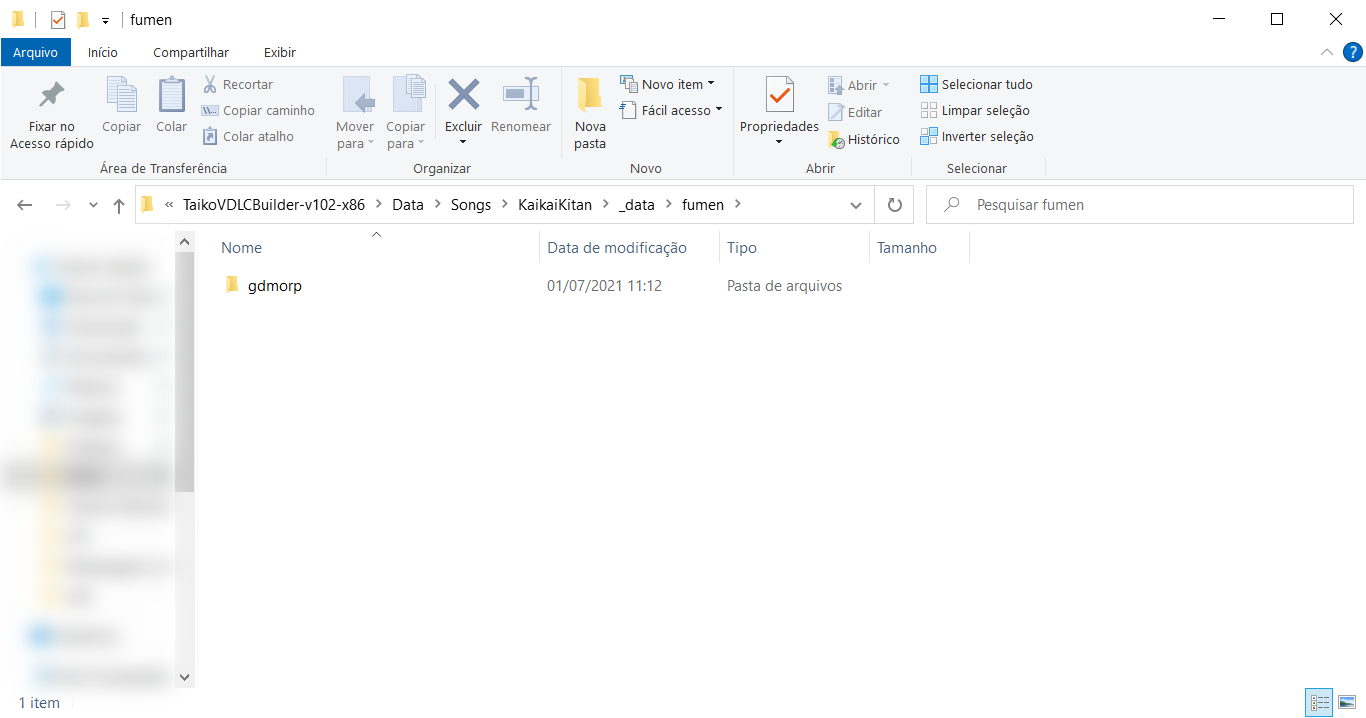 fumen
Arquivo Início Compartilhar Exibir
Fixar no
Acesso rápido
Copiar
Colar
Recortar
Copiar caminho
Colar atalho
Área de Transferência
Mover
para
Copiar
para
Excluir
Renomear
Organizar
Nova
pasta
Novo item
Fácil acesso
Novo
Propriedades
Abrir
Editar
Histórico
Abrir
Selecionar tudo
Limpar seleção
Inverter seleção
Selecionar
« TaikoVDLCBuilder-v102-x86 > Data > Songs > KaikaiKitan > _data > fumen >
Pesquisar fumen
Nome Data de modificação Tipo Tamanho
gdmorp 01/07/2021 11:12 Pasta de arquivos
1 item